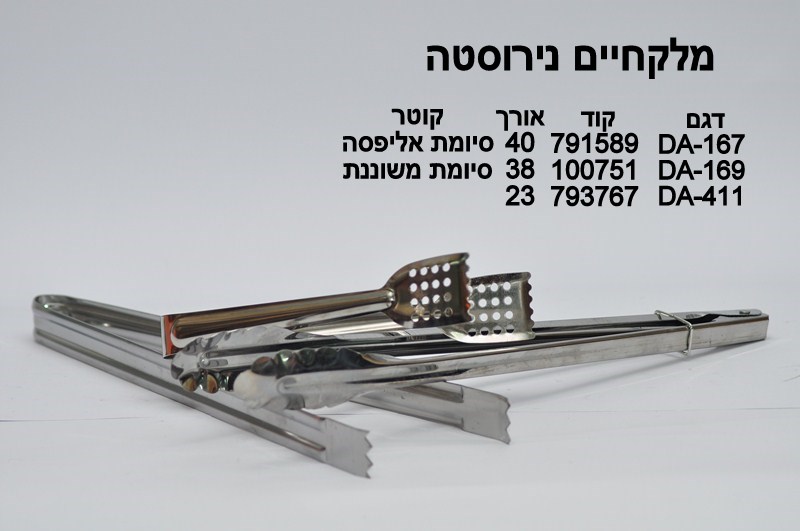 מלקחיים נירוסטה
דגם קוד אורך קוטר
DA-167 791589 40 סיומת אליפסה
DA-169 100751 38 סיומת משוננת
DA-411 793767 23